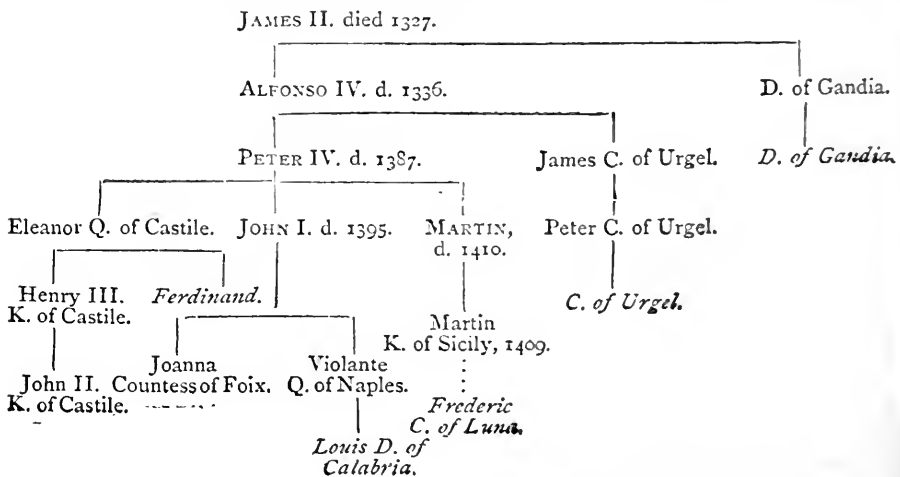 JAMES II. died 1327.
ALFONSO IV. d. 1336. D. of Gandia.
PETER IV. d. 1387. James C. of Urgel. D. of Gandia.
Eleanor Q. of Castile. JOHN I. d. 1395. MARTIN, Peter C. of Urgel.
d. 1410.
Henry III. Ferdinand. C. of Urgel.
K. of Castile.
Martin
K. of Sicily, 1409.
Joanna Violante
John II. Countess of Foix. Q. of Naples.
K. of Castile.
Frederic
C. of Luna.
Louis D. of
Calabria.